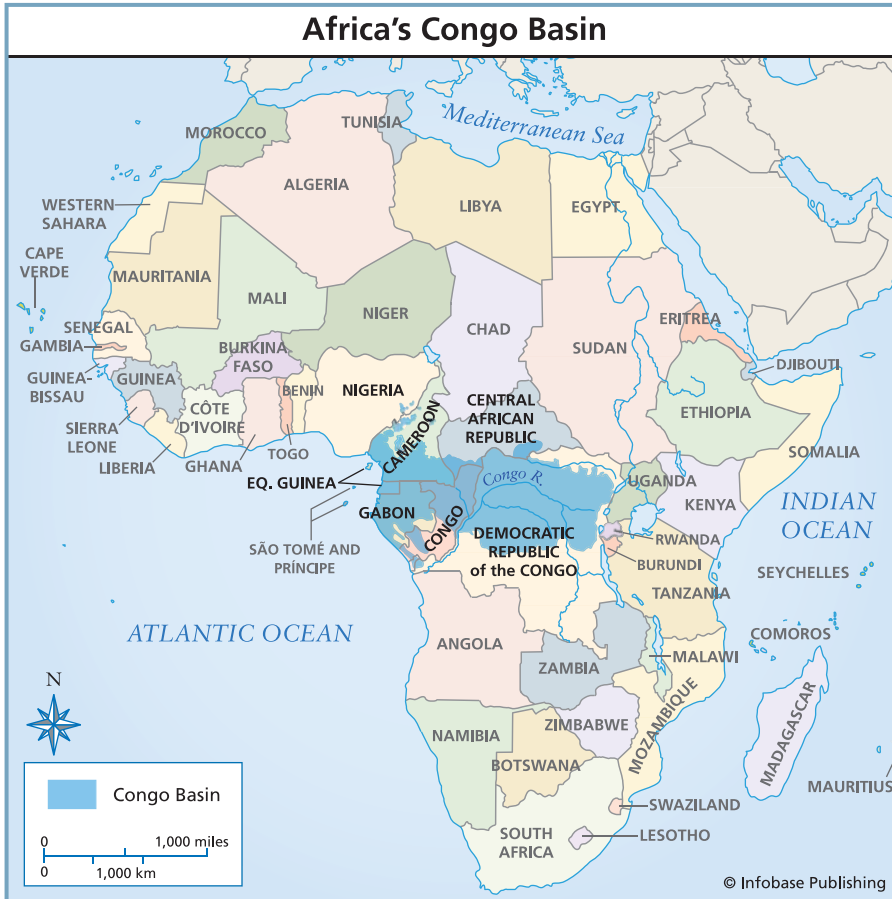 Africa's Congo Basin
Mediterranean Sea
TUNISIA
MOROCCO
ALGERIA
LIBYA
EGYPT
WESTERN
SAHARA
CAPE
VERDE
MAURITANIA
MALI
NIGER
CHAD
SUDAN
ERITREA
SENEGAL
GAMBIA
GUINEA-
BISSAU
GUINEA
BURKINA
FASO
BENIN
NIGERIA
DJIBOUTI
SIERRA
LEONE
CÔTE
D'IVOIRE
LIBERIA
GHANA
TOGO
CAMEROON
CENTRAL
AFRICAN
REPUBLIC
ETHIOPIA
SOMALIA
EQ. GUINEA
Congo R.
UGANDA
KENYA
INDIAN
OCEAN
GABON
CONGO
SÃO TOMÉ AND
PRÍNCIPE
DEMOCRATIC
REPUBLIC
of the CONGO
RWANDA
BURUNDI
TANZANIA
SEYCHELLES
ATLANTIC OCEAN
ANGOLA
COMOROS
ZAMBIA
MALAWI
MOZAMBIQUE
MADAGASCAR
N
NAMIBIA
ZIMBABWE
BOTSWANA
MAURITIUS
SWAZILAND
LESOTHO
SOUTH
AFRICA
Congo Basin
0 1,000 miles
0 1,000 km
© Infobase Publishing